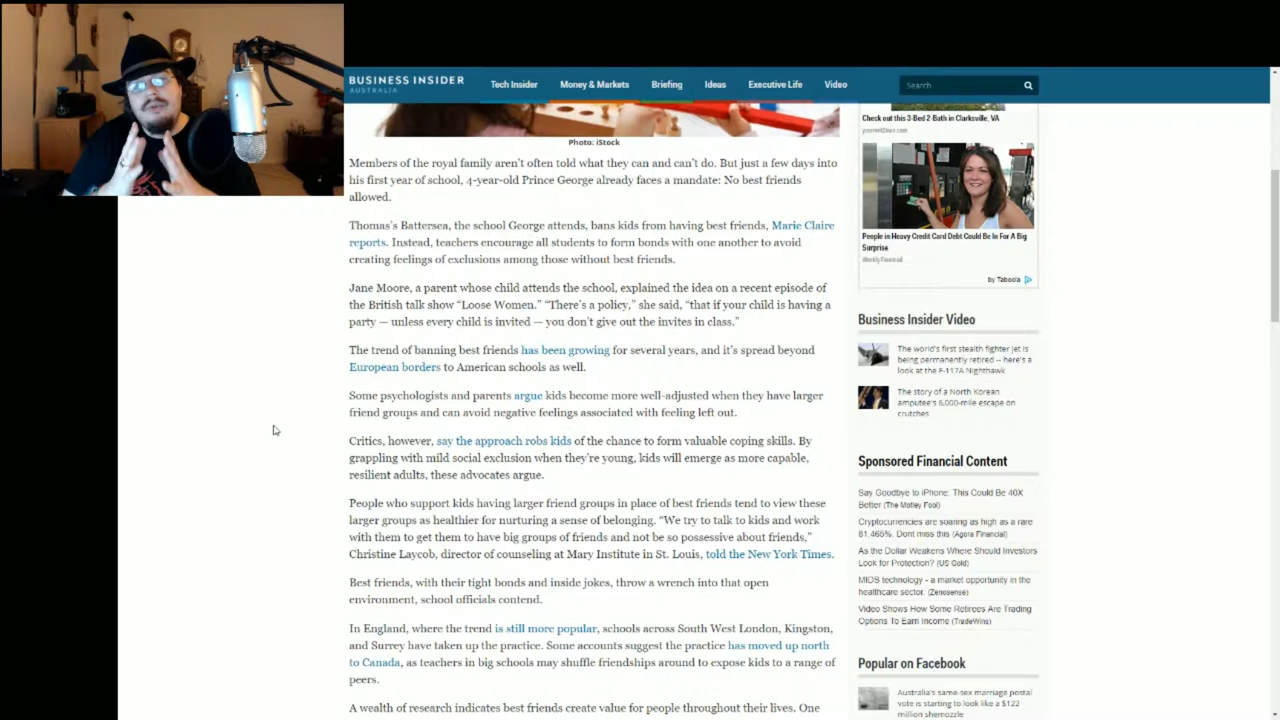 BUSINESS INSIDER
AUSTRALIA
Tech Insider
Money & Markets
Briefing
Ideas
Executive Life
Video
Search
Photo: iStock
Members of the royal family aren't often told what they can and can't do. But just a few days into
his first year of school, 4-year-old Prince George already faces a mandate: No best friends
allowed.
Thomas's Battersea, the school George attends, bans kids from having best friends, Marie Claire
reports. Instead, teachers encourage all students to form bonds with one another to avoid
creating feelings of exclusions among those without best friends.
Jane Moore, a parent whose child attends the school, explained the idea on a recent episode of
the British talk show "Loose Women." "There's a policy," she said, "that if your child is having a
party — unless every child is invited — you don't give out the invites in class."
The trend of banning best friends has been growing for several years, and it's spread beyond
European borders to American schools as well.
Some psychologists and parents argue kids become more well-adjusted when they have larger
friend groups and can avoid negative feelings associated with feeling left out.
Critics, however, say the approach robs kids of the chance to form valuable coping skills. By
grappling with mild social exclusion when they're young, kids will emerge as more capable,
resilient adults, these advocates argue.
People who support kids having larger friend groups in place of best friends tend to view these
larger groups as healthier for nurturing a sense of belonging. "We try to talk to kids and work
with them to get them to have big groups of friends and not be so possessive about friends,"
Christine Laycob, director of counseling at Mary Institute in St. Louis, told the New York Times.
Best friends, with their tight bonds and inside jokes, throw a wrench into that open
environment, school officials contend.
In England, where the trend is still more popular, schools across South West London, Kingston,
and Surrey have taken up the practice. Some accounts suggest the practice has moved up north
to Canada, as teachers in big schools may shuffle friendships around to expose kids to a range of
peers.
A wealth of research indicates best friends create value for people throughout their lives. One
Check out this 3-Bed 2-Bath in Clarksville, VA
People in Heavy Credit Card Debt Could Be In For A Big
Surprise
Weekly Financial
by Taboola
Business Insider Video
The world's first stealth fighter jet is
being permanently retired -- here's a
look at the F-117A Nighthawk
The story of a North Korean
amputee's 6,000-mile escape on
crutches
Sponsored Financial Content
Say Goodbye to iPhone. This Could Be 40X
Better (The Motley Fool)
Cryptocurrencies are soaring as high as a rare
81,465%. Dont miss this (Agora Financial)
As the Dollar Weakens Where Should Investors
Look for Protection? (US Gold)
MIDS technology - a market opportunity in the
healthcare sector. (Zenosense)
Video Shows How Some Retirees Are Trading
Options To Earn Income (TradeWins)
Popular on Facebook
Australia's same-sex marriage postal
vote is starting to look like a $122
million shemozzle